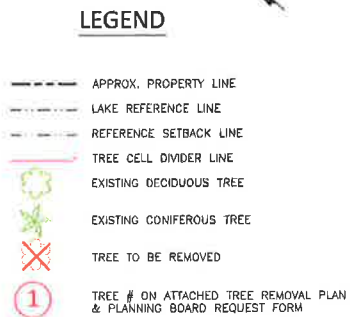 LEGEND
APPROX. PROPERTY LINE
LAKE REFERENCE LINE
REFERENCE SETBACK LINE
TREE CELL DIVIDER LINE
EXISTING DECIDUOUS TREE
EXISTING CONIFEROUS TREE
TREE TO BE REMOVED
1 TREE # ON ATTACHED TREE REMOVAL PLAN
& PLANNING BOARD REQUEST FORM